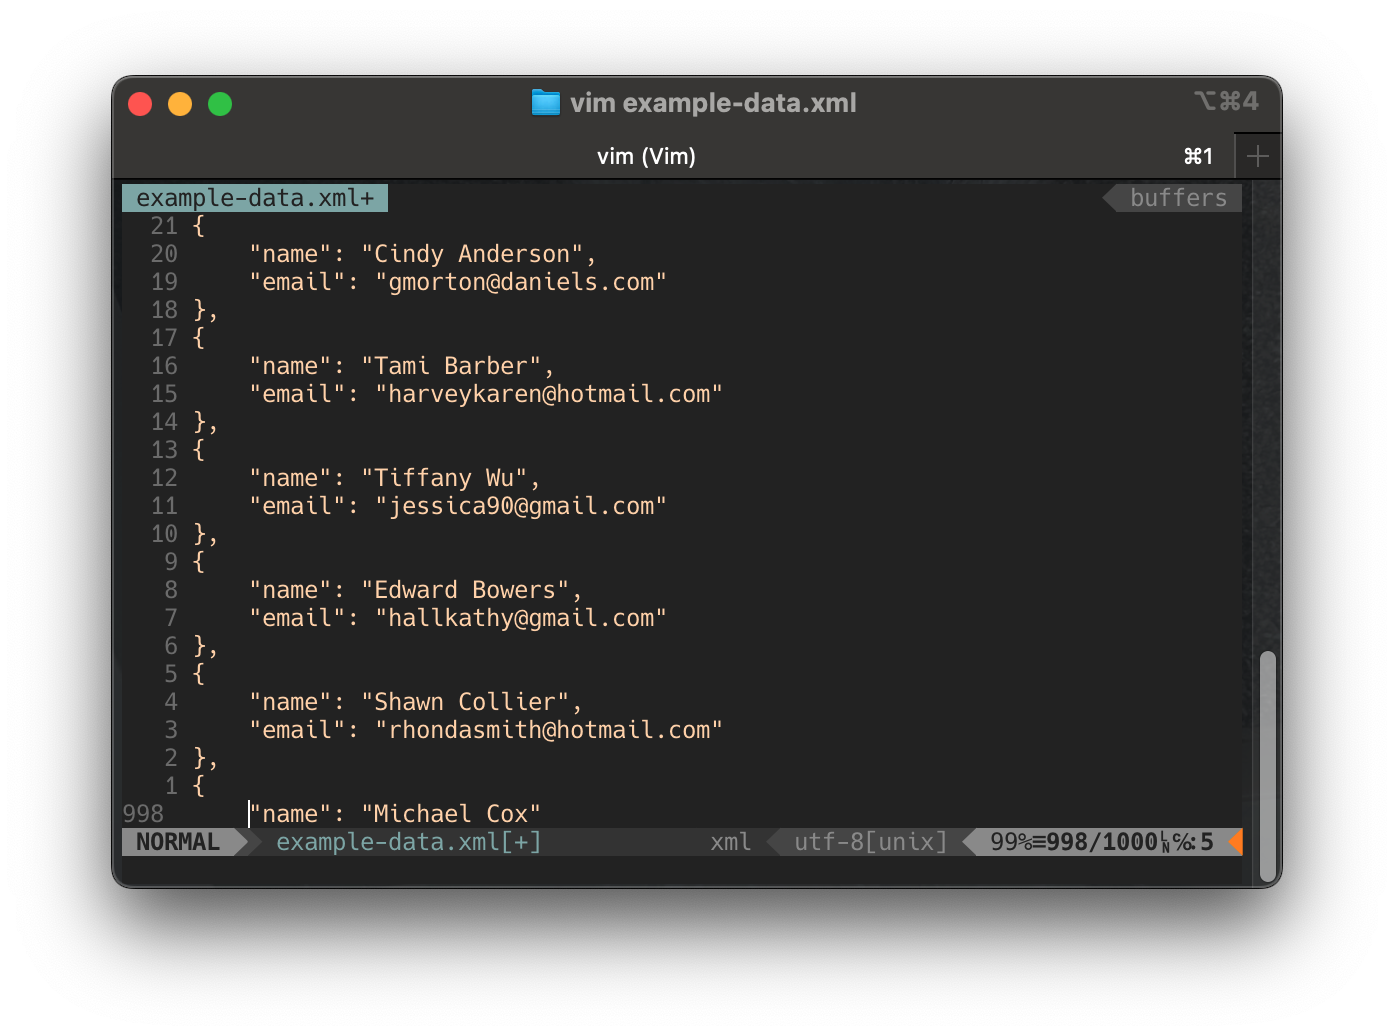 vim example-data.xml ⌥⌘4
vim (Vim) ⌘1 +
example-data.xml+ buffers
21 {
20     "name": "Cindy Anderson",
19     "email": "gmorton@daniels.com"
18 },
17 {
16     "name": "Tami Barber",
15     "email": "harveykaren@hotmail.com"
14 },
13 {
12     "name": "Tiffany Wu",
11     "email": "jessica90@gmail.com"
10 },
9 {
8     "name": "Edward Bowers",
7     "email": "hallkathy@gmail.com"
6 },
5 {
4     "name": "Shawn Collier",
3     "email": "rhondasmith@hotmail.com"
2 },
1 {
998     "name": "Michael Cox"
NORMAL example-data.xml[+] xml utf-8[unix] 99%≡998/1000␤℅:5